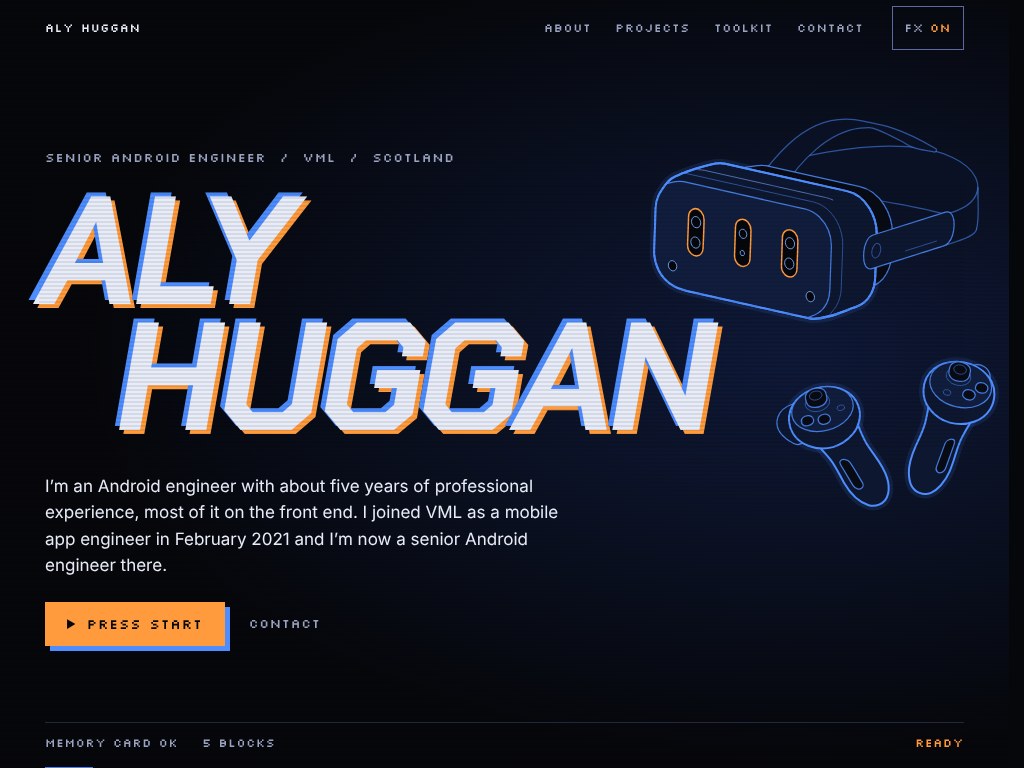 ALY HUGGAN
ABOUT PROJECTS TOOLKIT CONTACT FX ON
SENIOR ANDROID ENGINEER / VML / SCOTLAND
ALY
HUGGAN
I’m an Android engineer with about five years of professional
experience, most of it on the front end. I joined VML as a mobile
app engineer in February 2021 and I’m now a senior Android
engineer there.
▶ PRESS START CONTACT
MEMORY CARD OK 5 BLOCKS READY